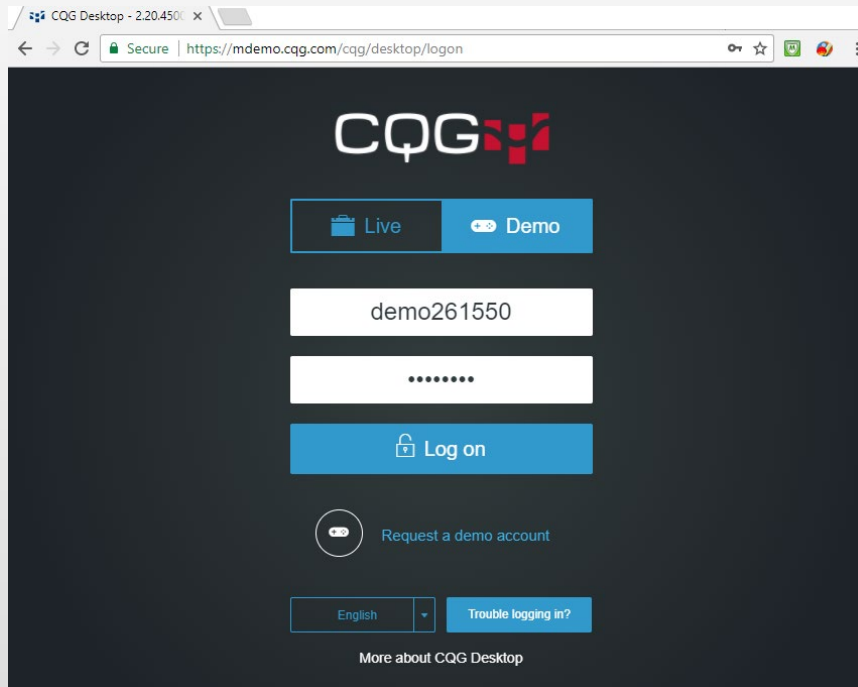 CQG Desktop - 2.20.450
Secure https://mdemo.cqg.com/cqg/desktop/logon
CQG
Live Demo
demo261550
••••••••
Log on
Request a demo account
English Trouble logging in?
More about CQG Desktop